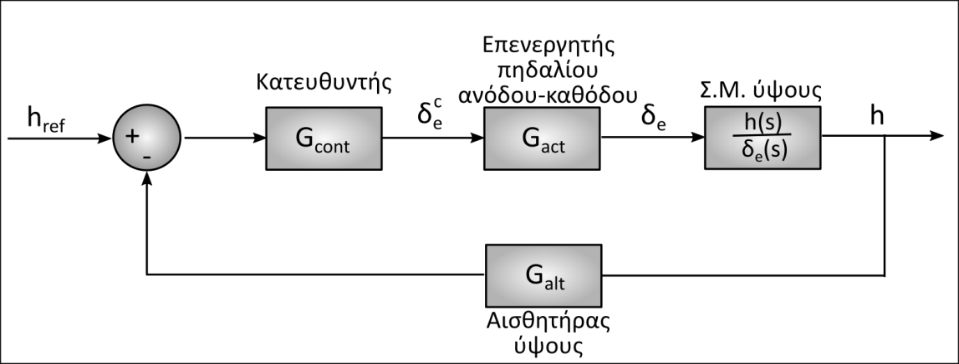 Επενεργητής
πηδαλίου
ανόδου-καθόδου
Κατευθυντής
Σ.Μ. ύψους
h_ref
+
-
G_cont
δ_e^c
G_act
δ_e
h(s)
δ_e(s)
h
G_alt
Αισθητήρας
ύψους